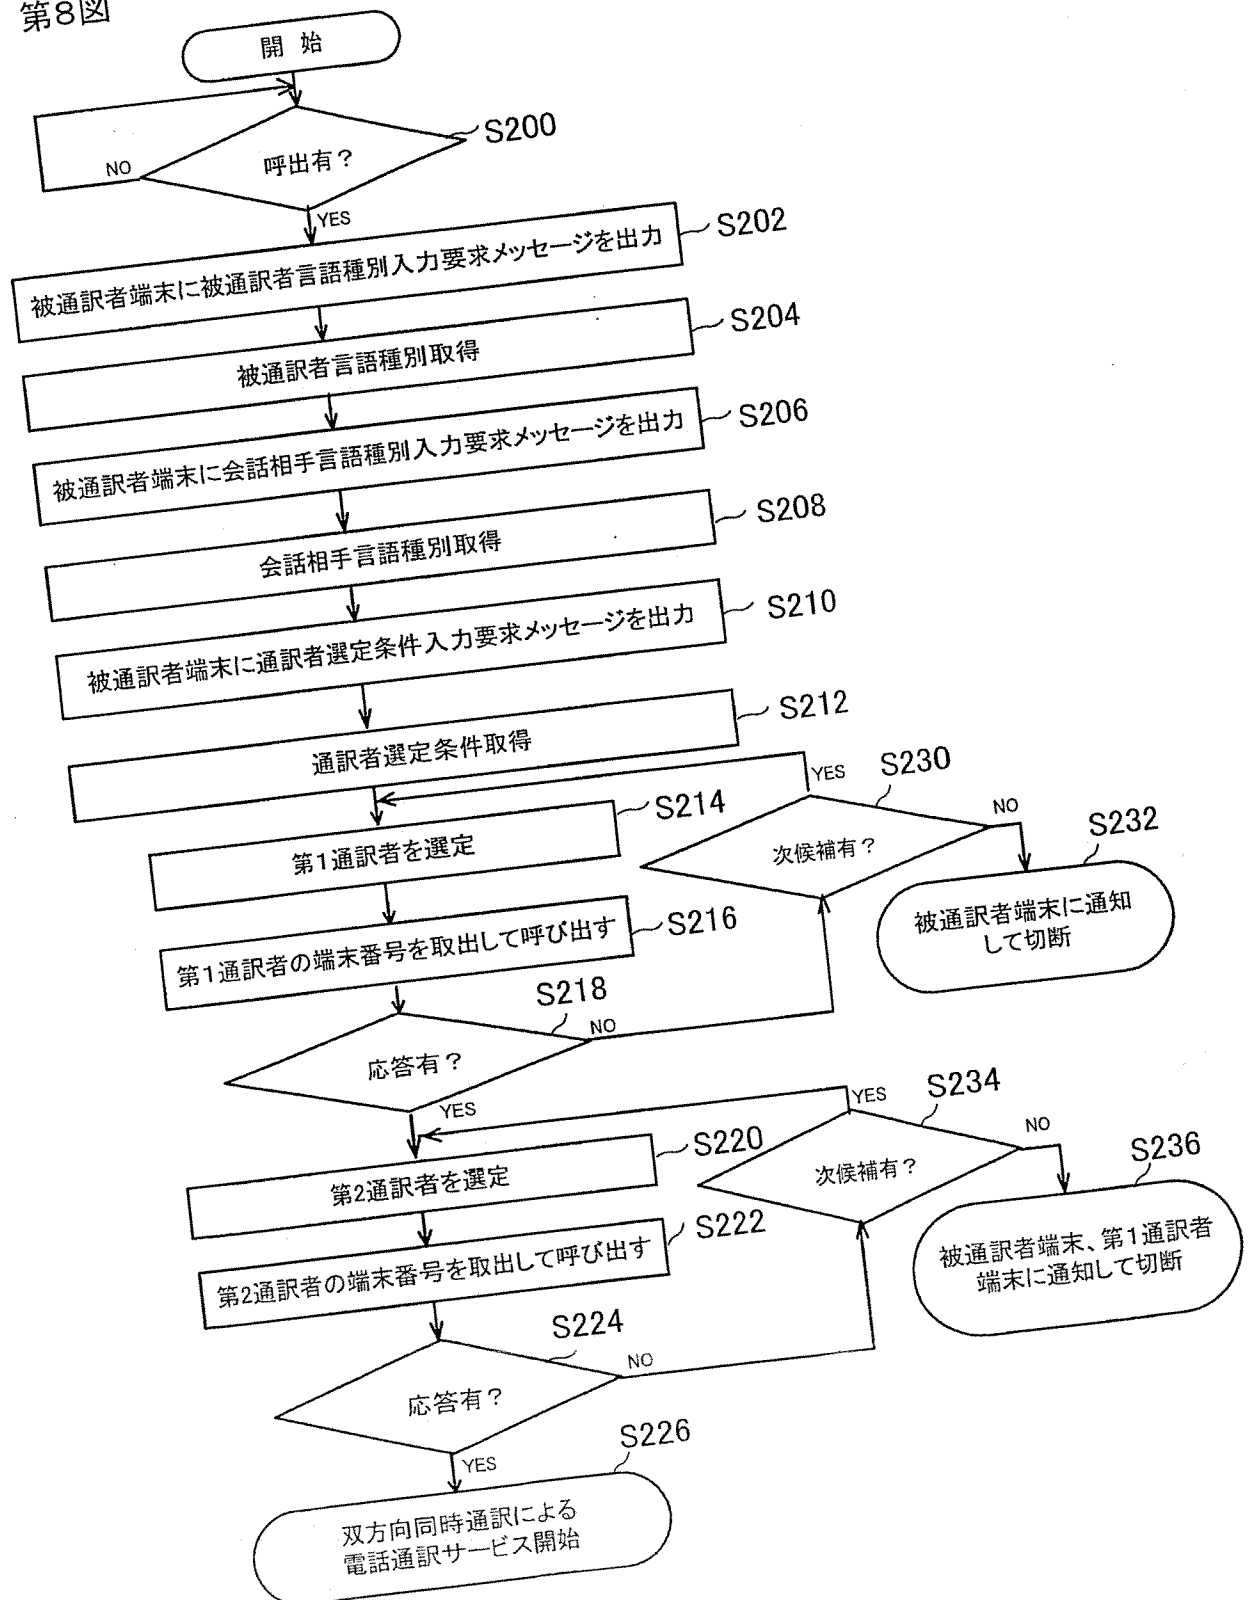 第8図
開 始
呼出有？
S200
NO
YES
被通訳者端末に被通訳者言語種別入力要求メッセージを出力
S202
被通訳者言語種別取得
S204
被通訳者端末に会話相手言語種別入力要求メッセージを出力
S206
会話相手言語種別取得
S208
被通訳者端末に通訳者選定条件入力要求メッセージを出力
S210
通訳者選定条件取得
S212
第1通訳者を選定
S214
YES
S230
次候補有？
NO
S232
被通訳者端末に通知
して切断
第1通訳者の端末番号を取出して呼び出す
S216
応答有？
S218
NO
YES
第2通訳者を選定
S220
YES
S234
次候補有？
NO
S236
被通訳者端末、第1通訳者
端末に通知して切断
第2通訳者の端末番号を取出して呼び出す
S222
応答有？
S224
NO
YES
S226
双方向同時通訳による
電話通訳サービス開始